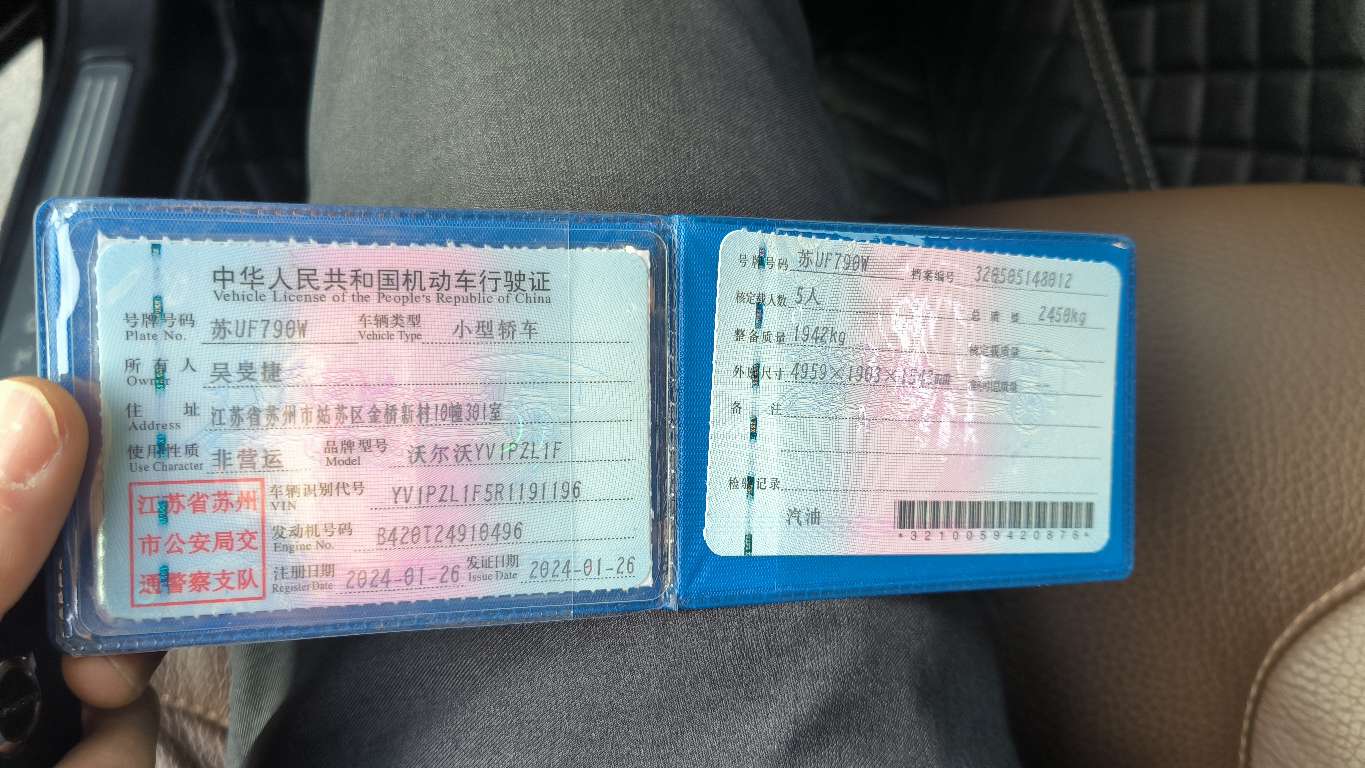 中华人民共和国机动车行驶证
Vehicle License of the People's Republic of China
号牌号码 Plate No. 苏UF790W 车辆类型 Vehicle Type 小型轿车
所有人 Owner 吴旻捷
住址 Address 江苏省苏州市姑苏区金桥新村10幢301室
使用性质 Use Character 非营运 品牌型号 Model 沃尔沃YV1PZL1F
江苏省苏州
市公安局交
通警察支队
车辆识别代号 VIN YV1PZL1F5R1191196
发动机号码 Engine No. B420T24910496
注册日期 Register Date 2024-01-26 发证日期 Issue Date 2024-01-26
号牌号码 苏UF790W 档案编号 320505148012
核定载人数 5人 总质量 2450kg
整备质量 1942kg 核定载质量 --
外廓尺寸 4959×1903×1543mm 准牵引总质量 --
备注
检验记录
汽油
*3210059420876*